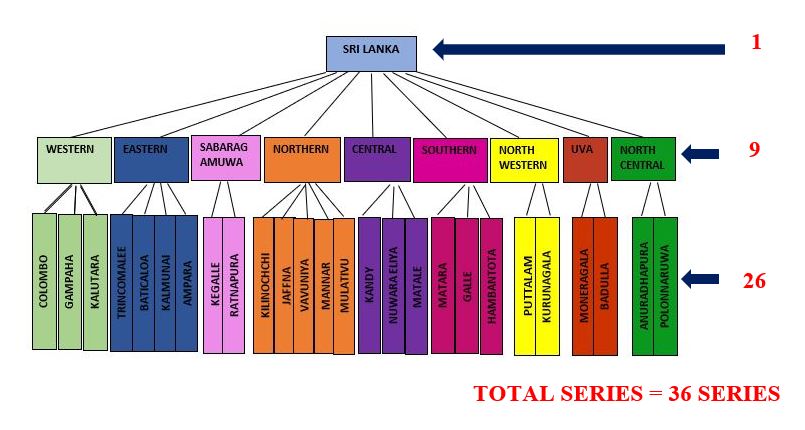 SRI LANKA
1
WESTERN
EASTERN
SABARAG
AMUWA
NORTHERN
CENTRAL
SOUTHERN
NORTH
WESTERN
UVA
NORTH
CENTRAL
9
COLOMBO
GAMPAHA
KALUTARA
TRINCOMALEE
BATICALOA
KALMUNAI
AMPARA
KEGALLE
RATNAPURA
KILINOCHCHI
JAFFNA
VAVUNIYA
MANNAR
MULATIVU
KANDY
NUWARAELIYA
MATALE
MATARA
GALLE
HAMBANTOTA
PUTTALAM
KURUNAGALA
MONERAGALA
BADULLA
ANURADHAPURA
POLONNARUWA
26
TOTAL SERIES = 36 SERIES